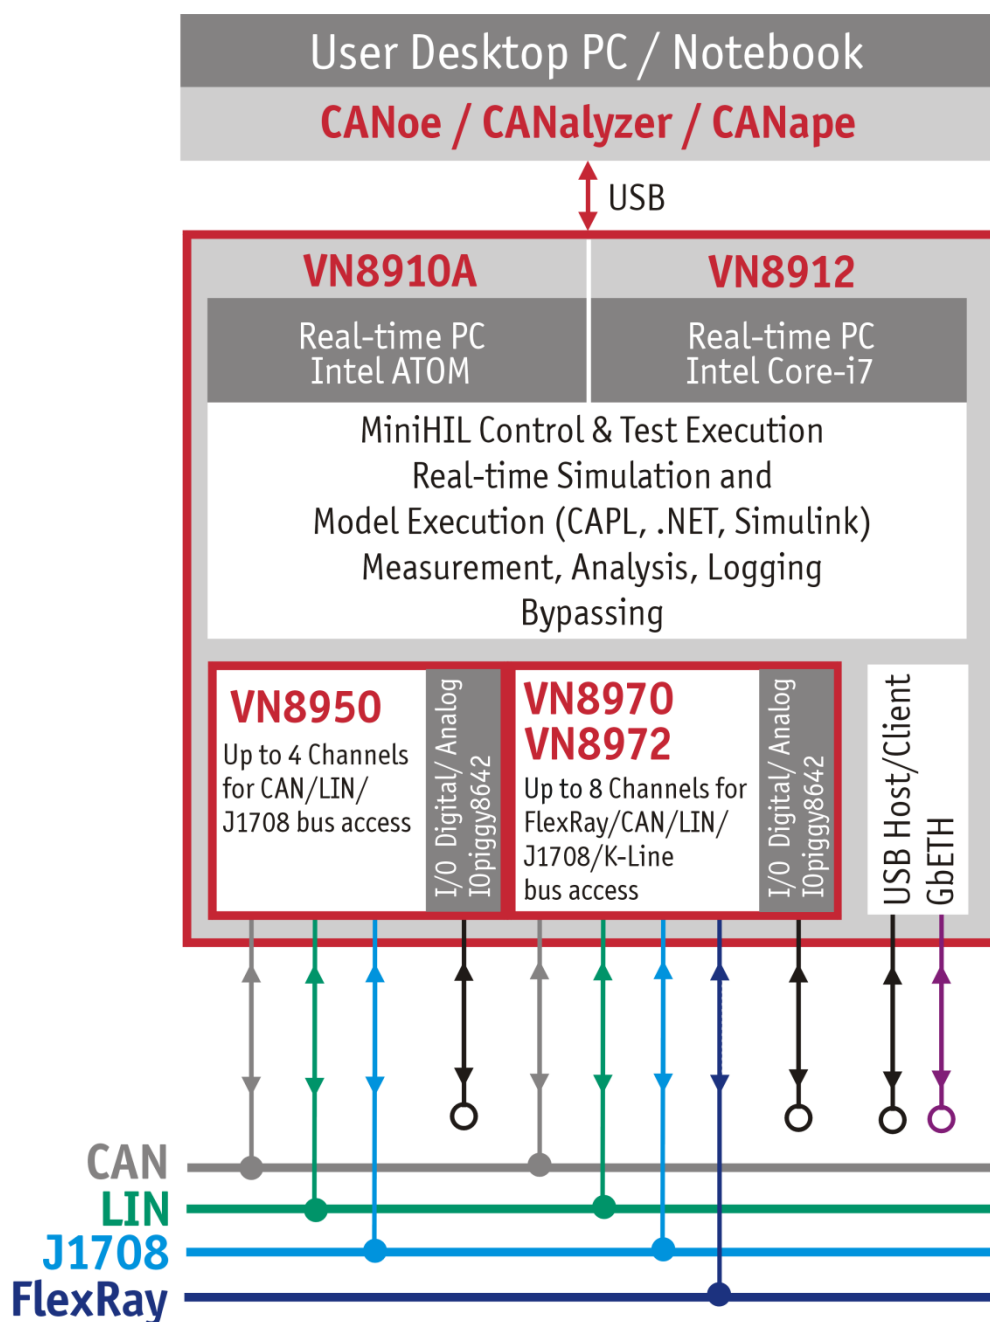 User Desktop PC / Notebook
CANoe / CANalyzer / CANape
USB
VN8910A
VN8912
Real-time PC
Intel ATOM
Real-time PC
Intel Core-i7
MiniHIL Control & Test Execution
Real-time Simulation and
Model Execution (CAPL, .NET, Simulink)
Measurement, Analysis, Logging
Bypassing
VN8950
Up to 4 Channels
for CAN/LIN/
J1708 bus access
I/O Digital/ Analog
IOpiggy8642
VN8970
VN8972
Up to 8 Channels for
FlexRay/CAN/LIN/
J1708/K-Line
bus access
I/O Digital/ Analog
IOpiggy8642
USB Host/Client
GbETH
CAN
LIN
J1708
FlexRay